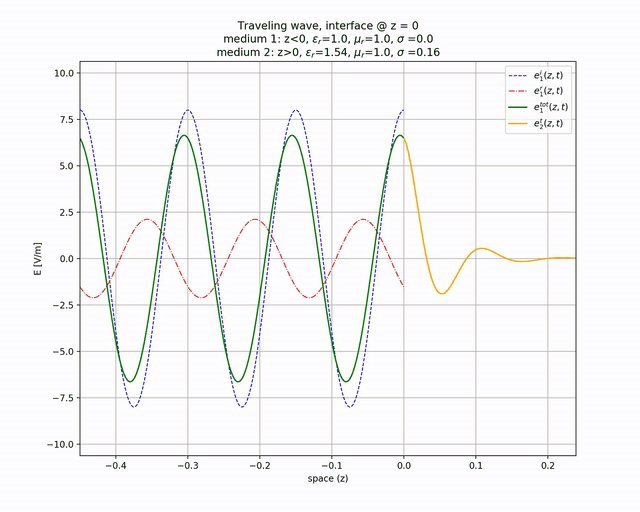 Traveling wave, interface @ z = 0
medium 1: z<0, εr=1.0, μr=1.0, σ =0.0
medium 2: z>0, εr=1.54, μr=1.0, σ =0.16
10.0
7.5
5.0
2.5
0.0
−2.5
−5.0
−7.5
−10.0
E [V/m]
e₁ⁱ(z, t)
e₁ʳ(z, t)
e₁ᵗᵒᵗ(z, t)
e₂ᵗ(z, t)
−0.4
−0.3
−0.2
−0.1
0.0
0.1
0.2
space (z)